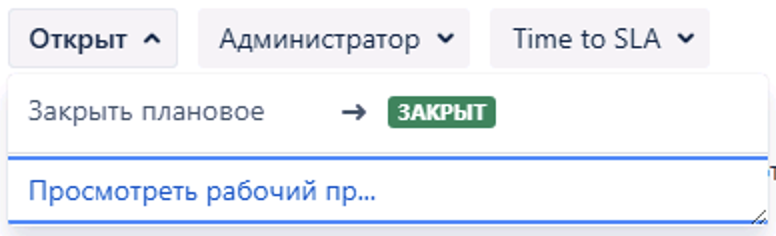 Открыт Администратор Time to SLA
Закрыть плановое → ЗАКРЫТ
Просмотреть рабочий пр...